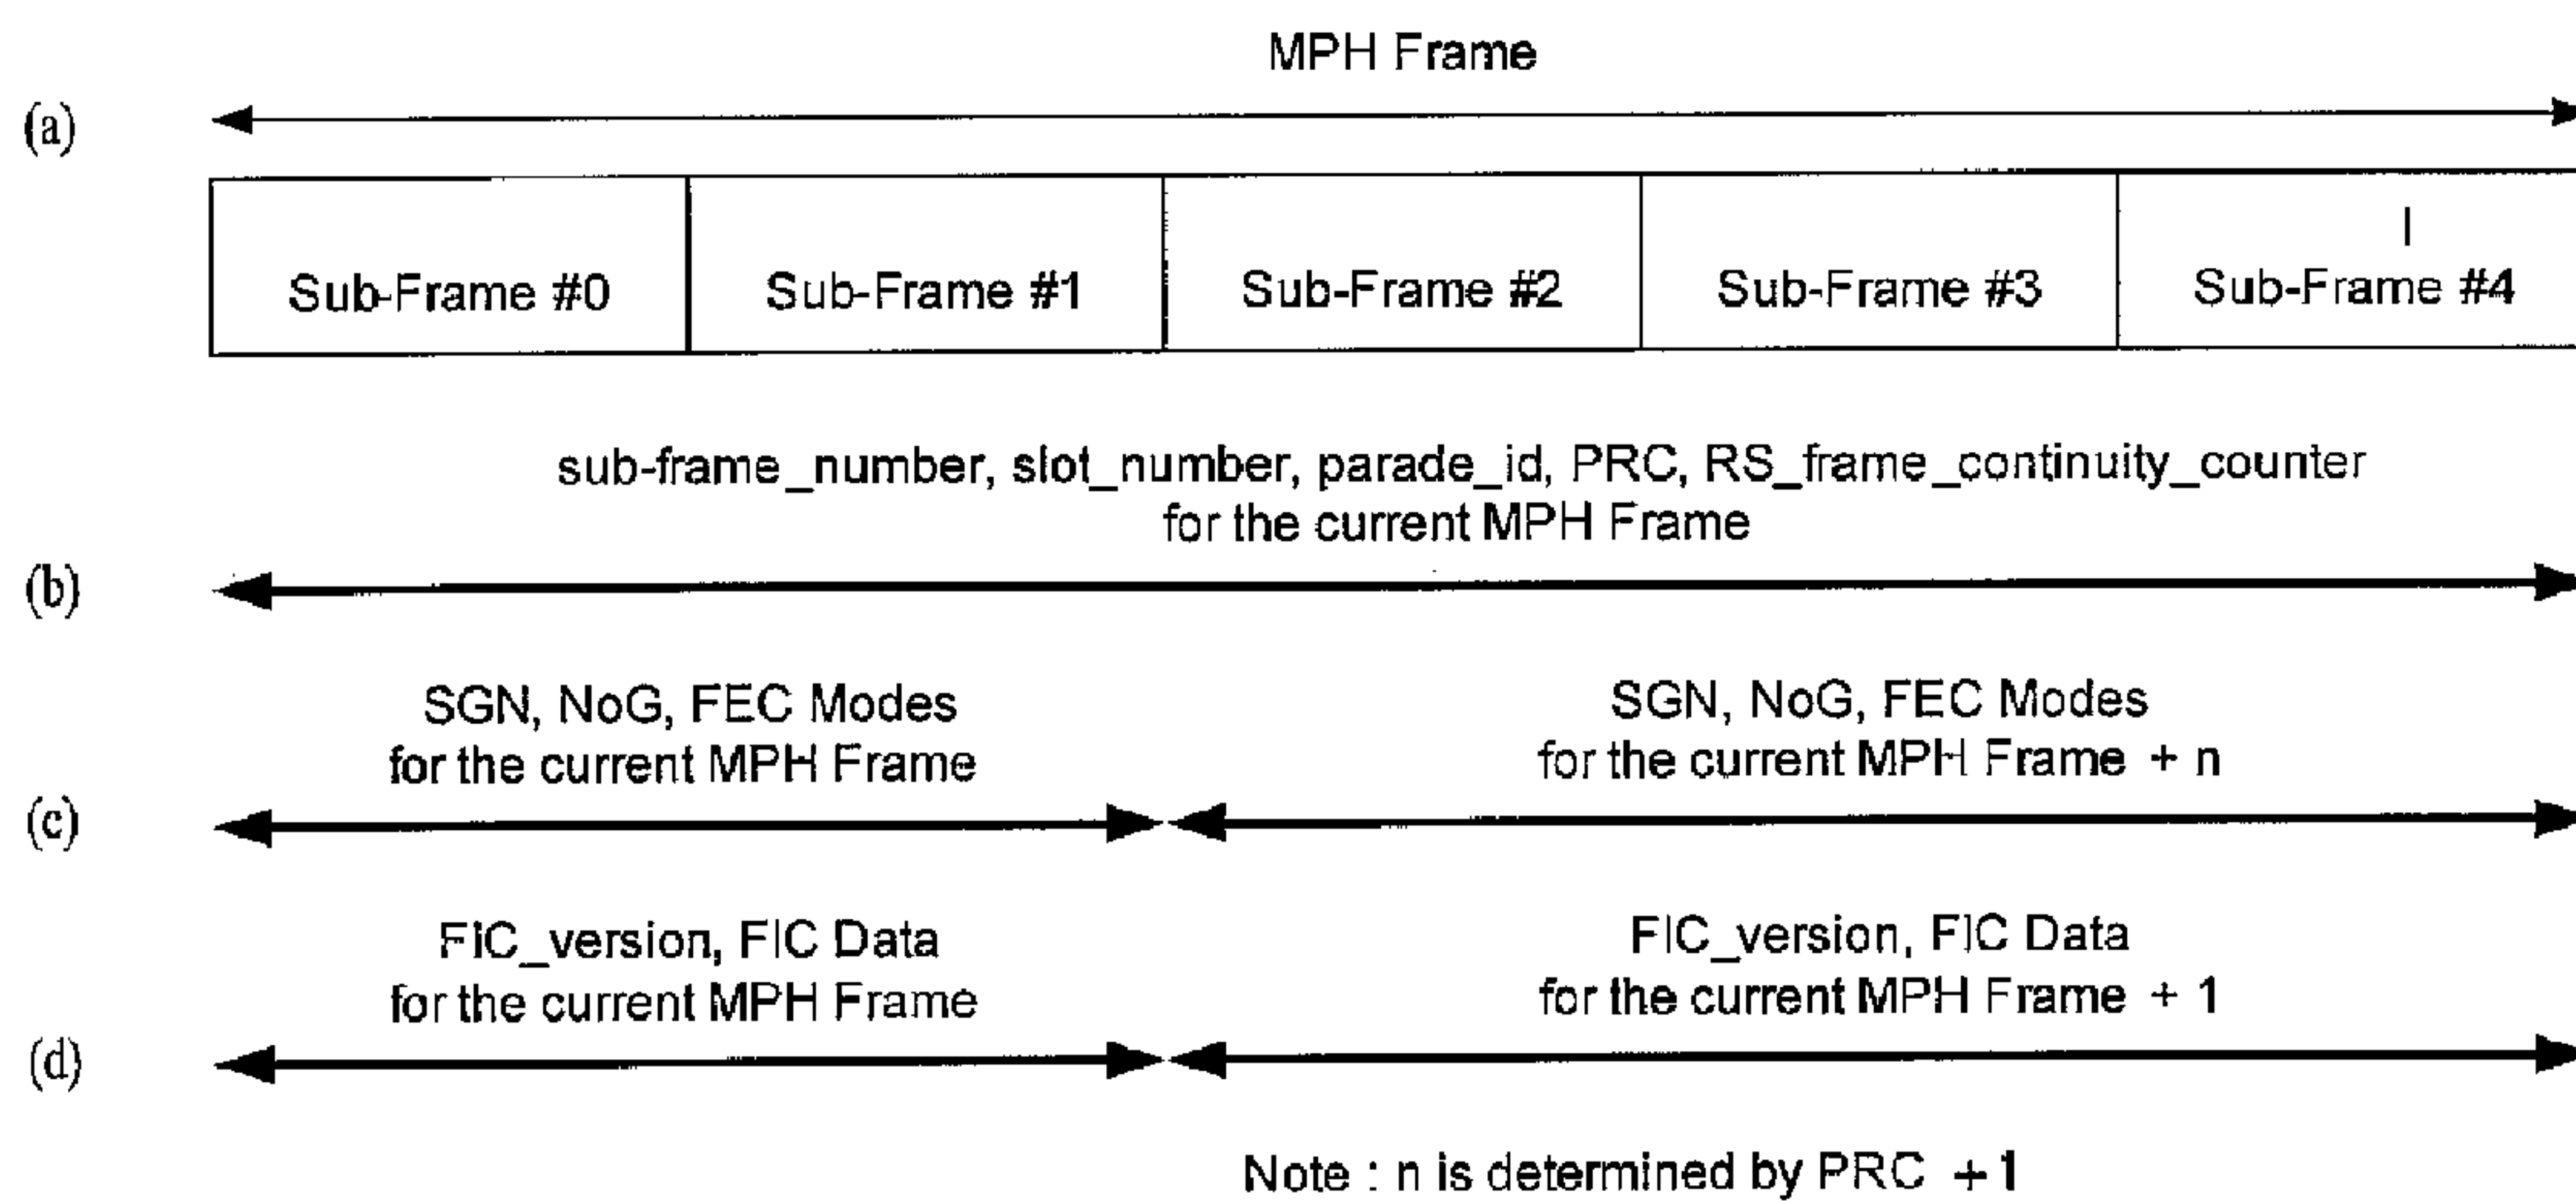 MPH Frame
(a)
Sub-Frame #0 Sub-Frame #1 Sub-Frame #2 Sub-Frame #3 Sub-Frame #4
sub-frame_number, slot_number, parade_id, PRC, RS_frame_continuity_counter
for the current MPH Frame
(b)
SGN, NoG, FEC Modes
for the current MPH Frame
SGN, NoG, FEC Modes
for the current MPH Frame + n
(c)
FIC_version, FIC Data
for the current MPH Frame
FIC_version, FIC Data
for the current MPH Frame + 1
(d)
Note : n is determined by PRC +1